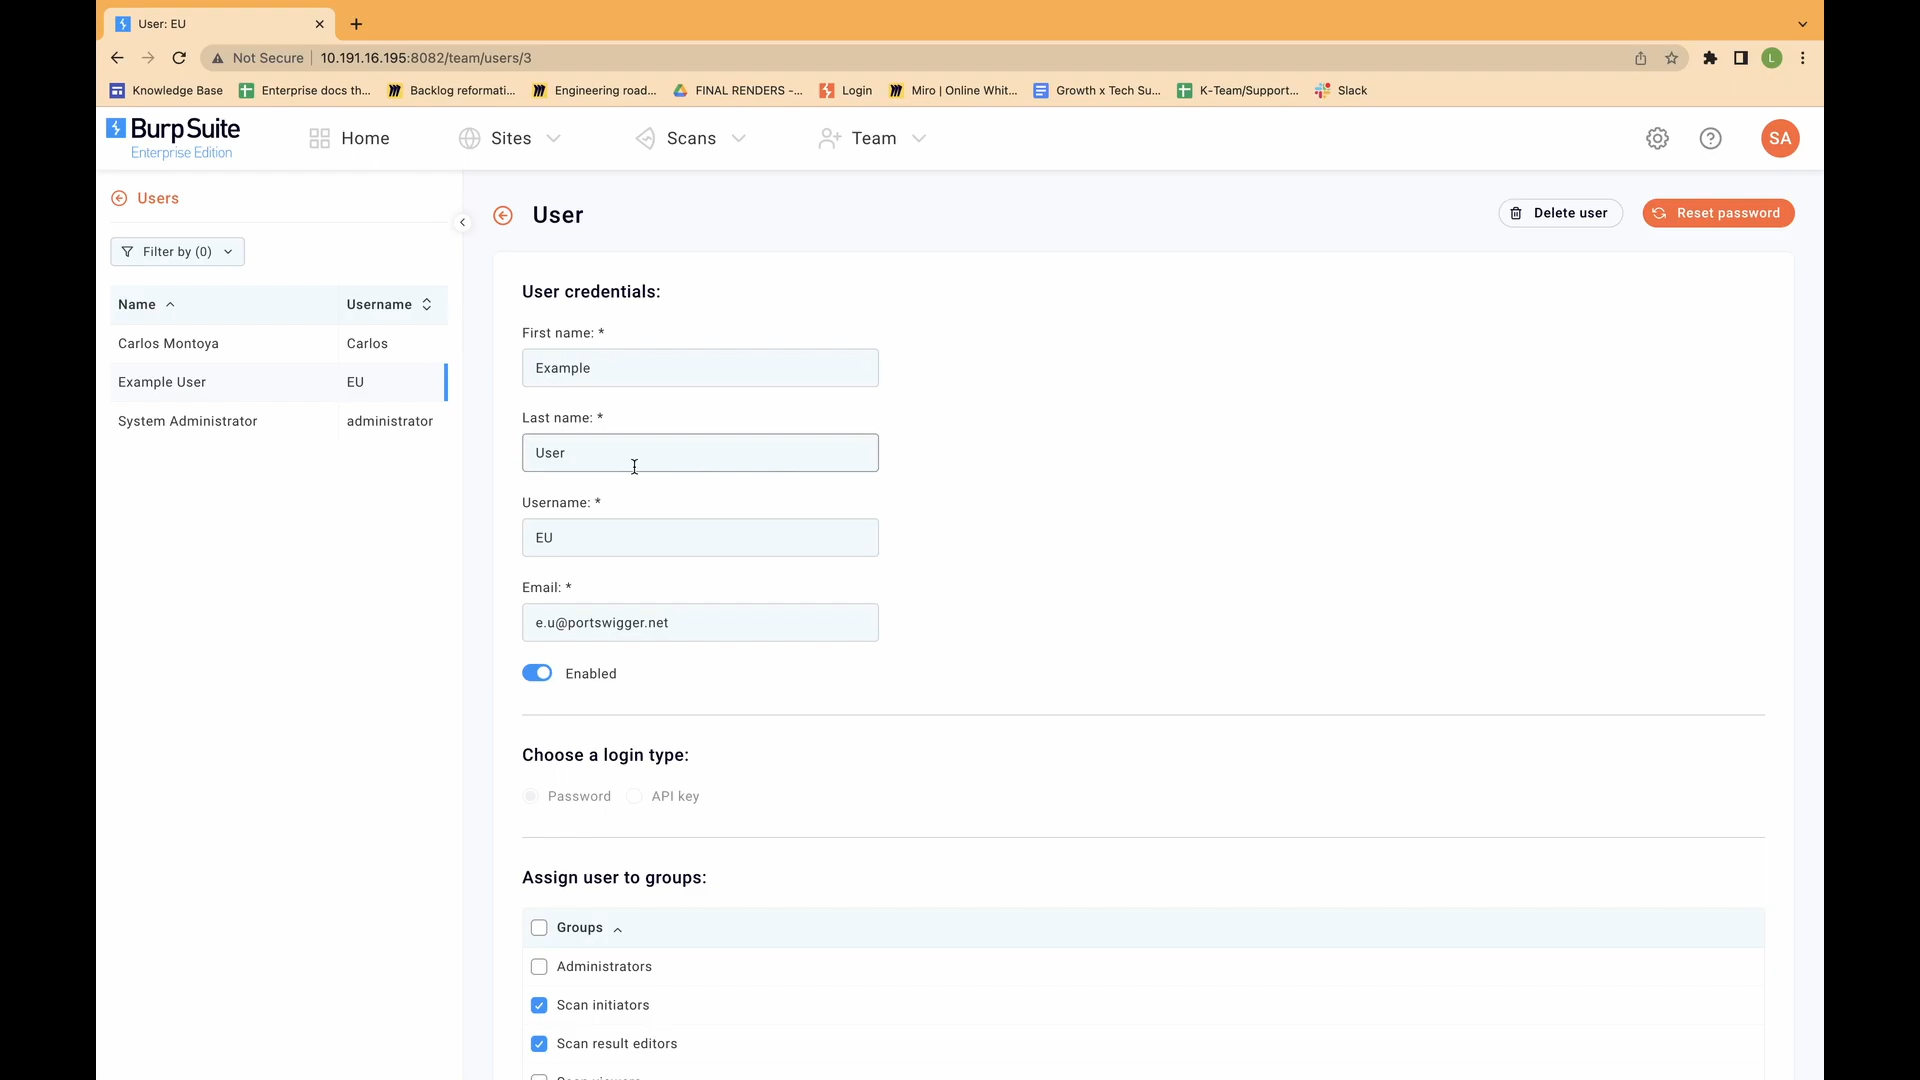 User: EU
Not Secure
10.191.16.195:8082/team/users/3
L
Knowledge Base
Enterprise docs th...
Backlog reformati...
Engineering road...
FINAL RENDERS -...
Login
Miro | Online Whit...
Growth x Tech Su...
K-Team/Support...
Slack
BurpSuite
Enterprise Edition
Home
Sites
Scans
Team
SA
Users
Filter by (0)
Name
Username
Carlos Montoya
Carlos
Example User
EU
System Administrator
administrator
User
Delete user
Reset password
User credentials:
First name: *
Example
Last name: *
User
Username: *
EU
Email: *
e.u@portswigger.net
Enabled
Choose a login type:
Password
API key
Assign user to groups:
Groups
Administrators
Scan initiators
Scan result editors